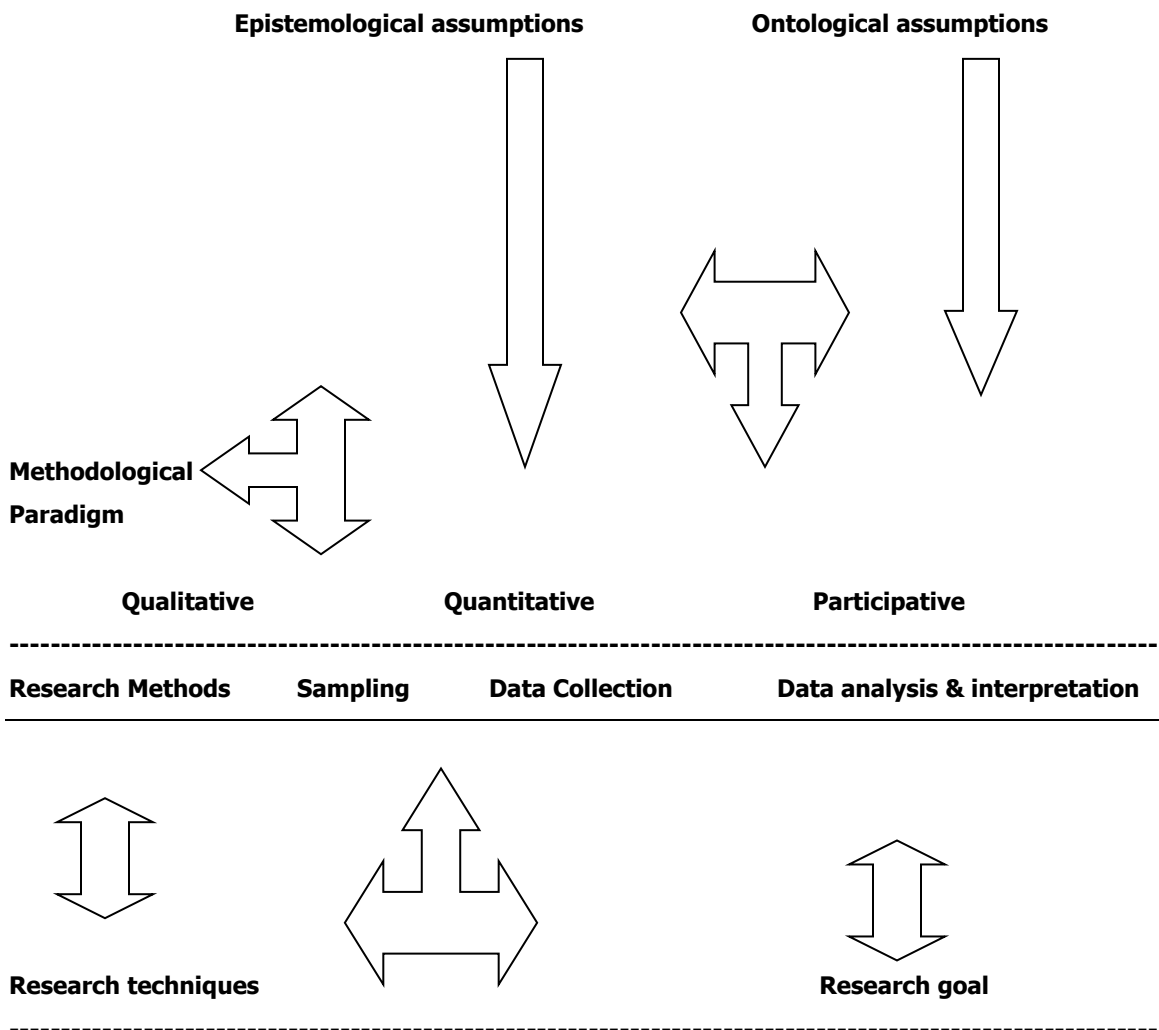 Epistemological assumptions Ontological assumptions
Methodological
Paradigm
Qualitative Quantitative Participative
Research Methods Sampling Data Collection Data analysis & interpretation
Research techniques Research goal